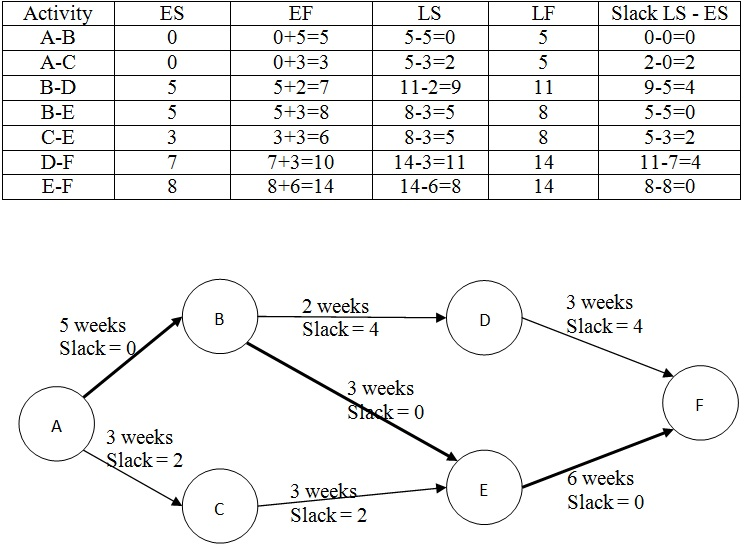 Activity ES EF LS LF Slack LS - ES
A-B 0 0+5=5 5-5=0 5 0-0=0
A-C 0 0+3=3 5-3=2 5 2-0=2
B-D 5 5+2=7 11-2=9 11 9-5=4
B-E 5 5+3=8 8-3=5 8 5-5=0
C-E 3 3+3=6 8-3=5 8 5-3=2
D-F 7 7+3=10 14-3=11 14 11-7=4
E-F 8 8+6=14 14-6=8 14 8-8=0
5 weeks
Slack = 0
B
2 weeks
Slack = 4
D
3 weeks
Slack = 4
3 weeks
Slack = 0
A
F
3 weeks
Slack = 2
C
3 weeks
Slack = 2
E
6 weeks
Slack = 0